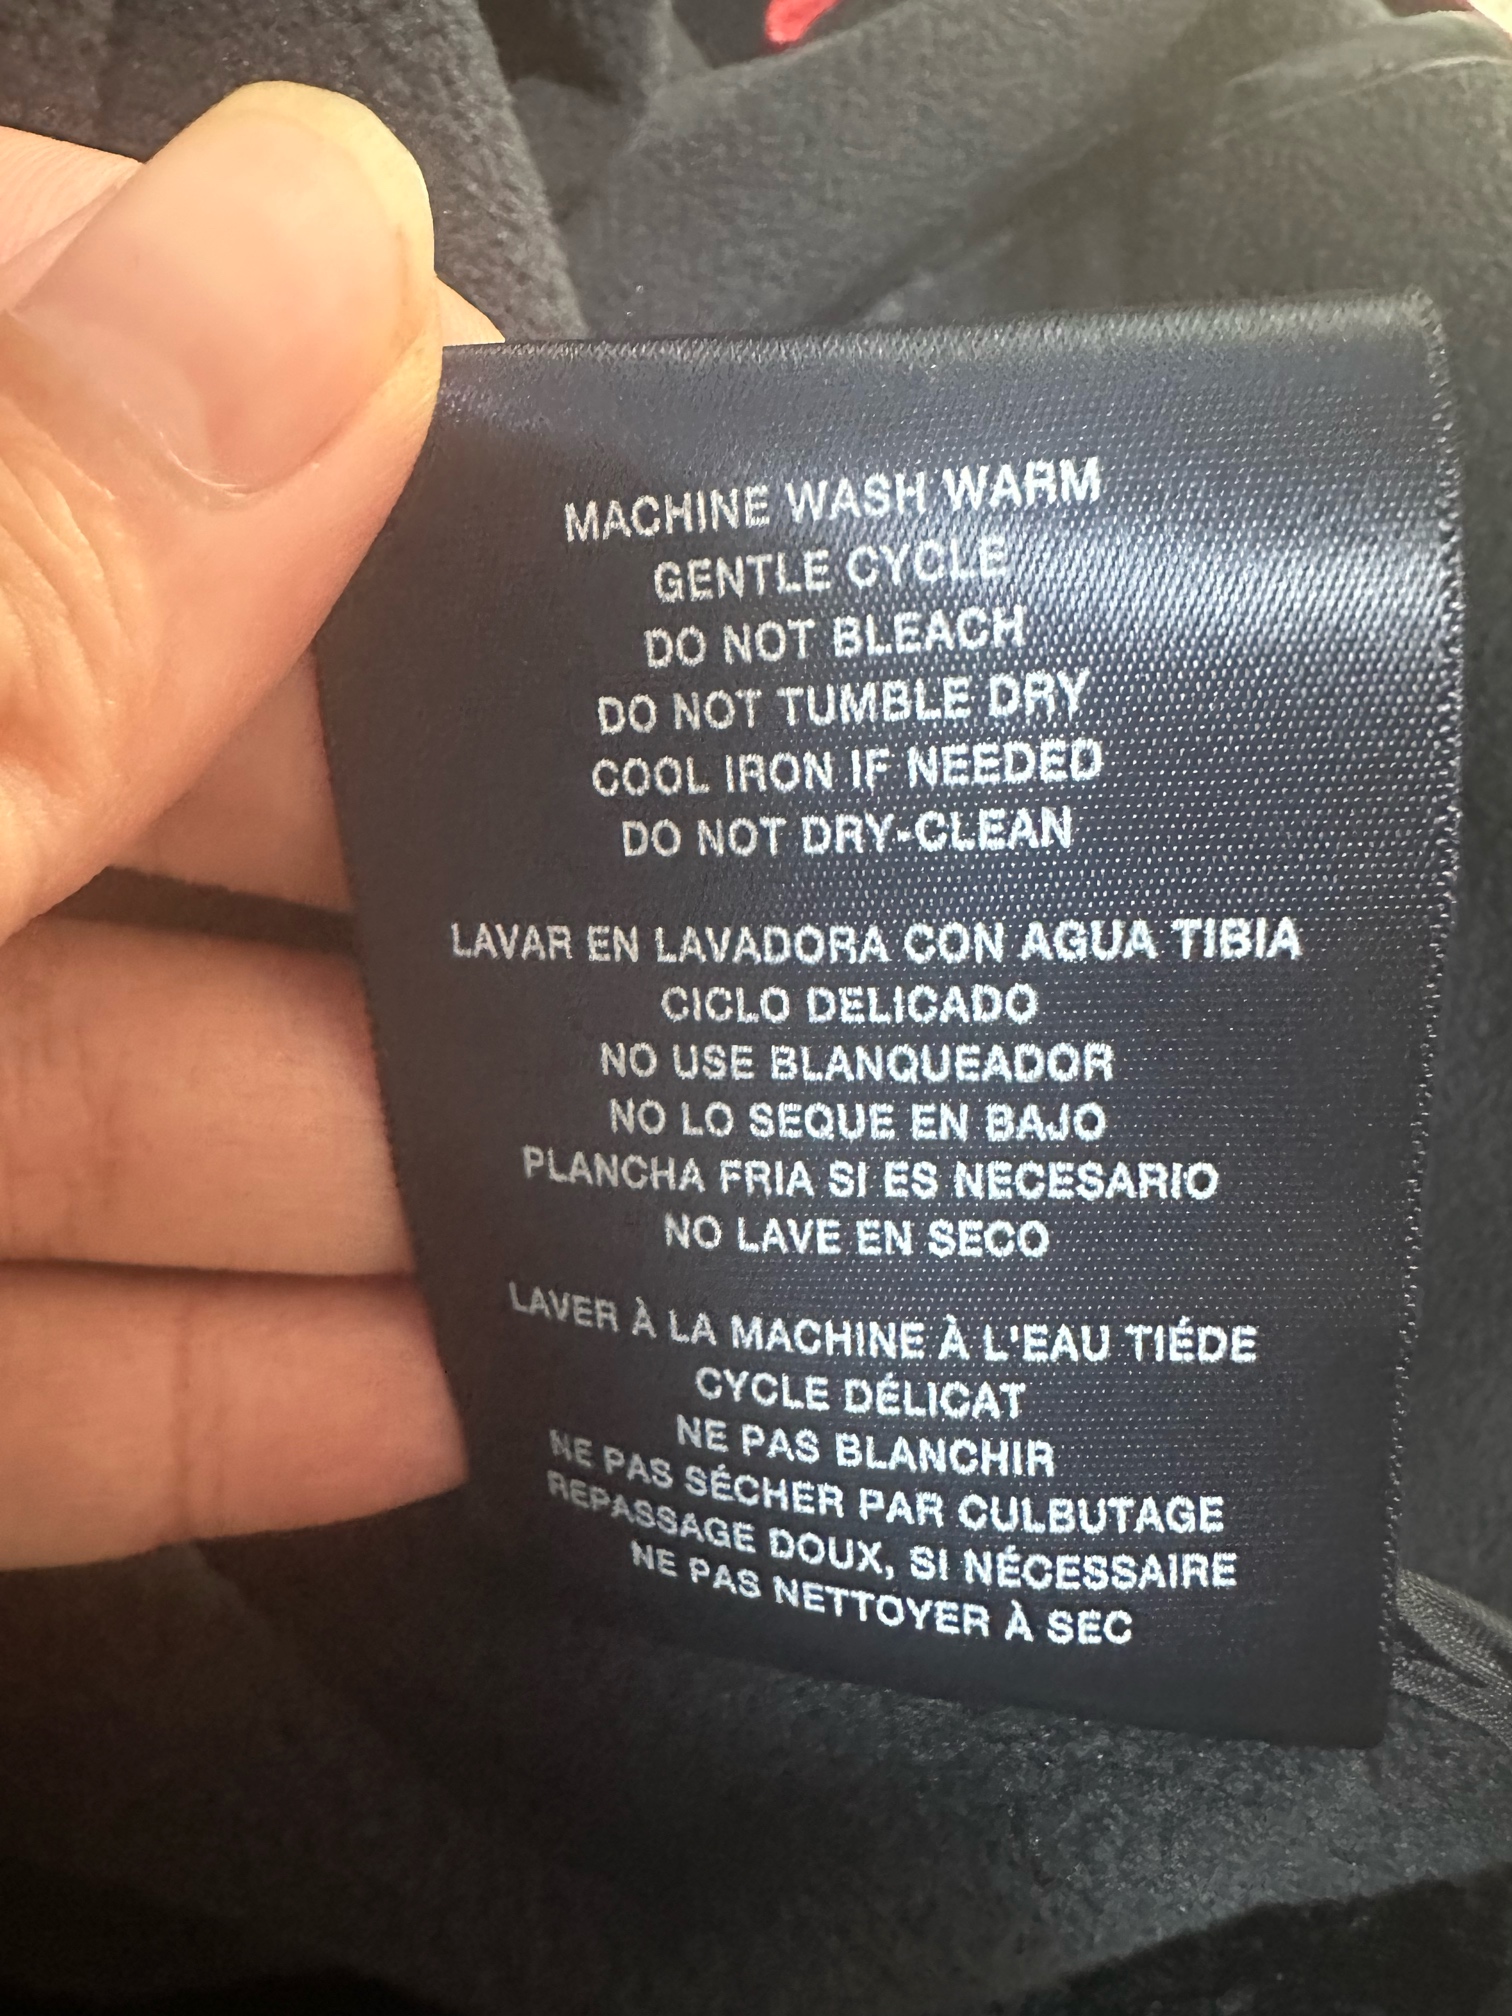 MACHINE WASH WARM
GENTLE CYCLE
DO NOT BLEACH
DO NOT TUMBLE DRY
COOL IRON IF NEEDED
DO NOT DRY-CLEAN
LAVAR EN LAVADORA CON AGUA TIBIA
CICLO DELICADO
NO USE BLANQUEADOR
NO LO SEQUE EN BAJO
PLANCHA FRIA SI ES NECESARIO
NO LAVE EN SECO
LAVER À LA MACHINE À L'EAU TIÉDE
CYCLE DÉLICAT
NE PAS BLANCHIR
NE PAS SÉCHER PAR CULBUTAGE
REPASSAGE DOUX, SI NÉCESSAIRE
NE PAS NETTOYER À SEC